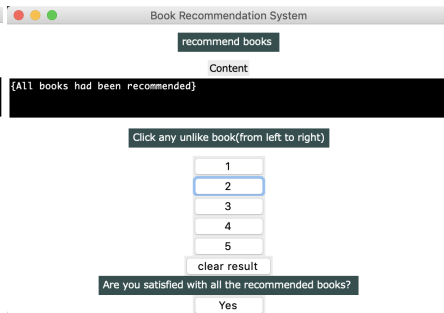 Book Recommendation System
recommend books
Content
{All books had been recommended}
Click any unlike book(from left to right)
1
2
3
4
5
clear result
Are you satisfied with all the recommended books?
Yes